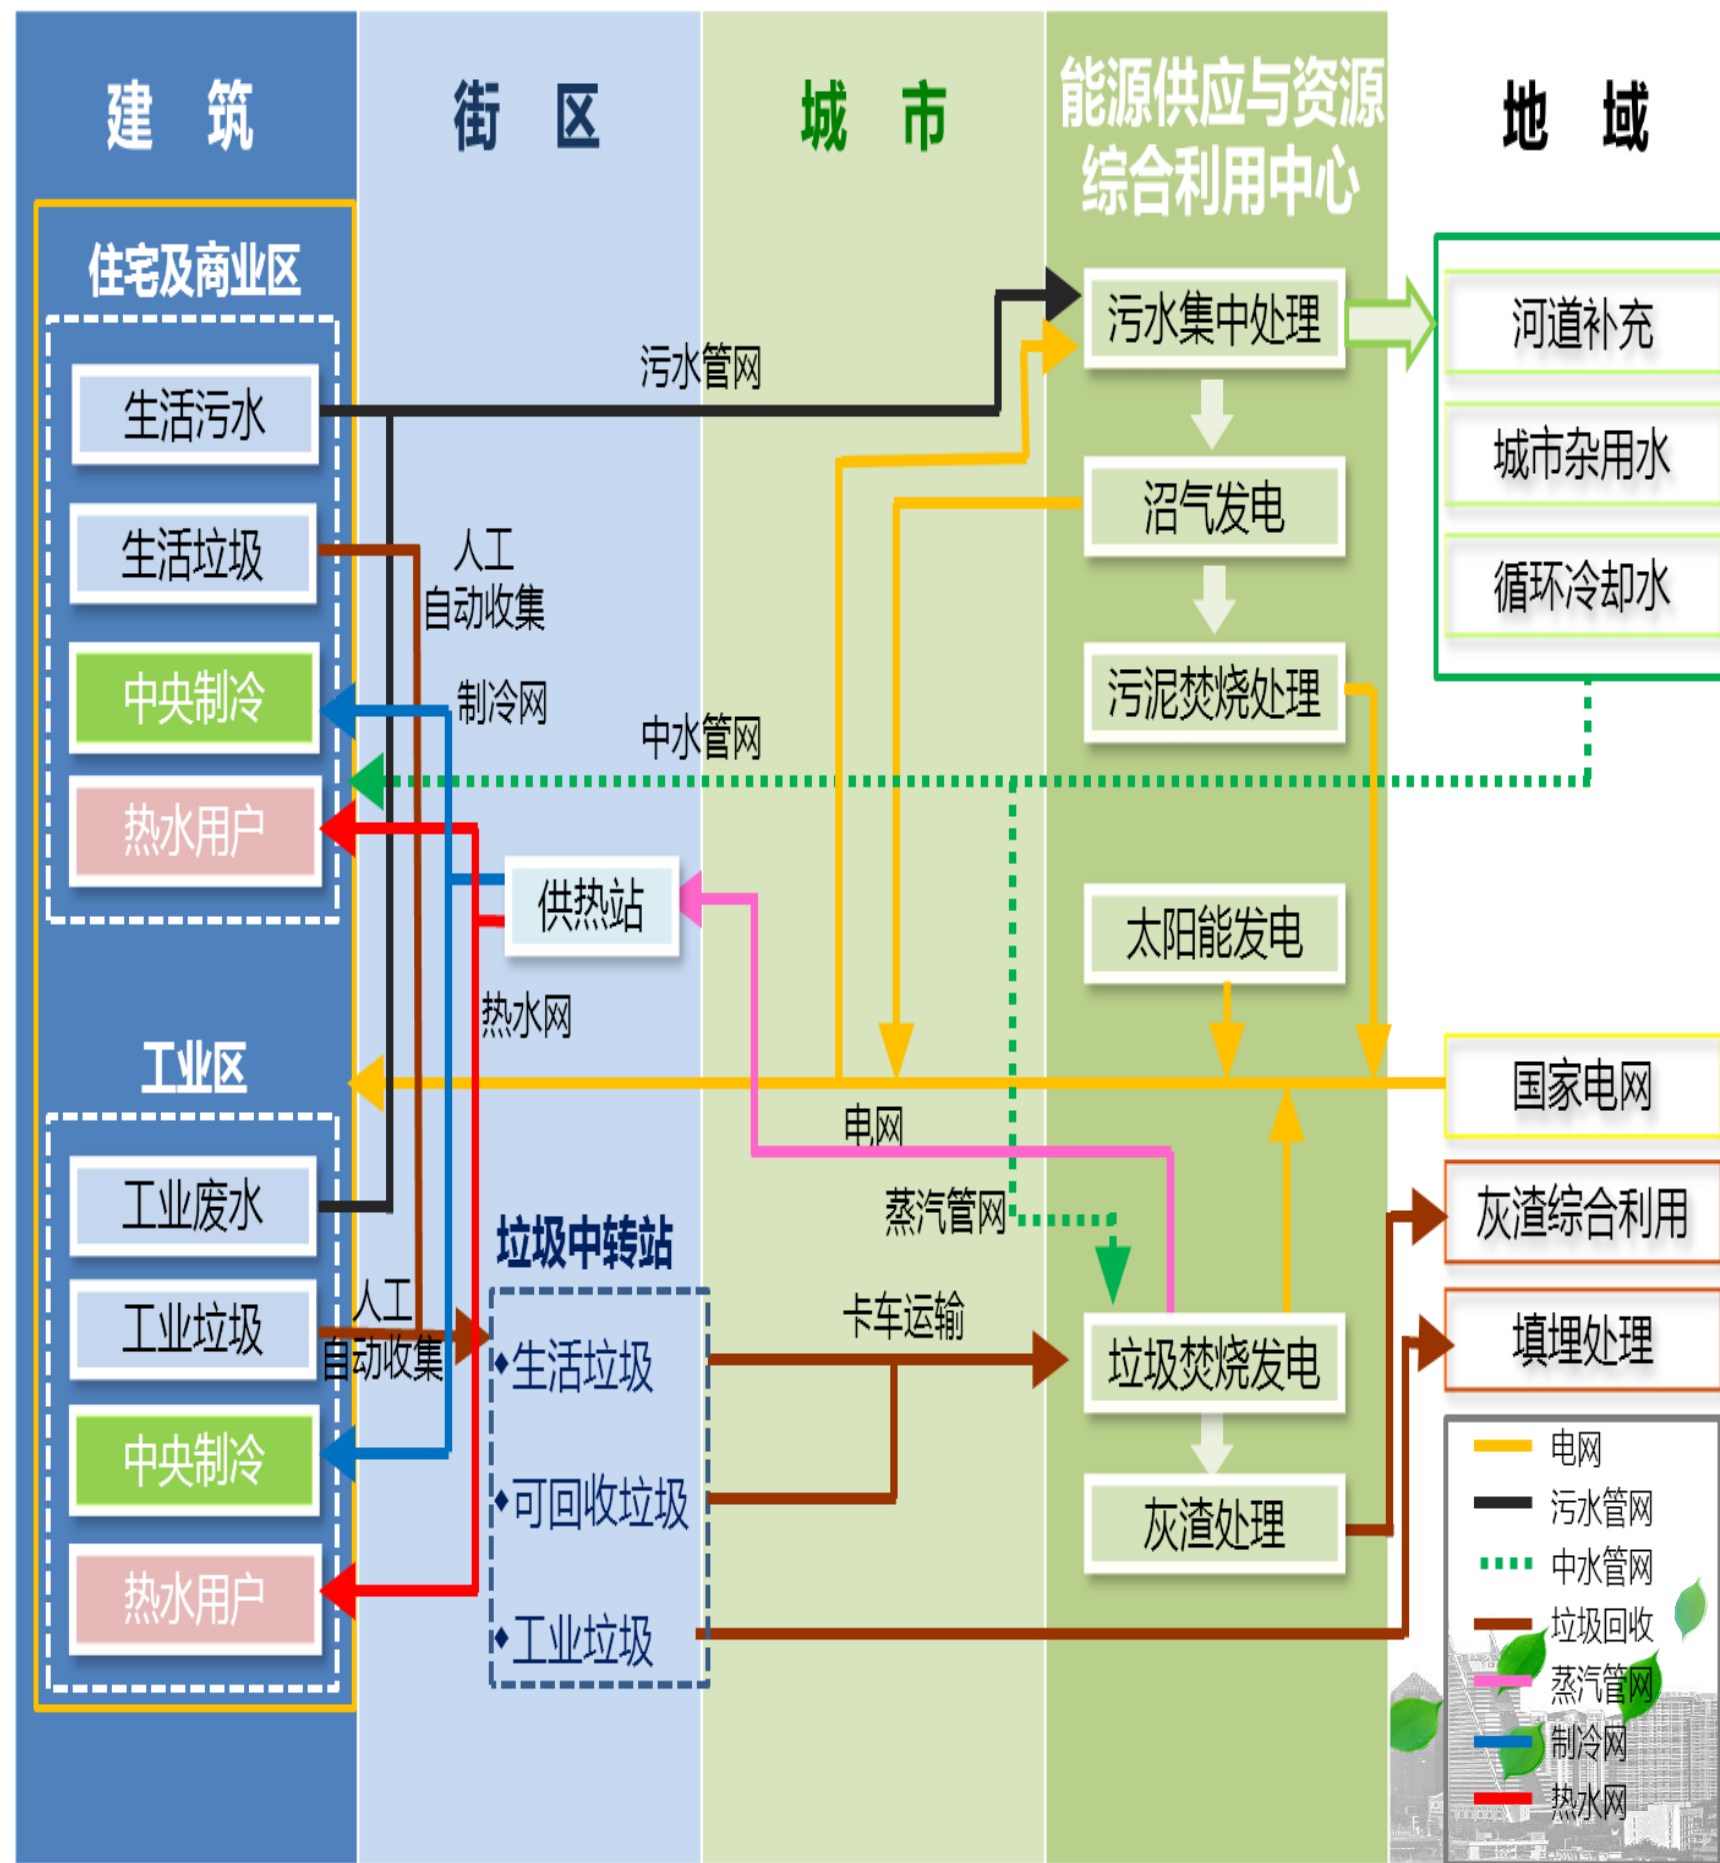 建 筑
街 区
城 市
能源供应与资源
综合利用中心
地 域
住宅及商业区
生活污水
生活垃圾
中央制冷
热水用户
工业区
工业废水
工业垃圾
中央制冷
热水用户
污水管网
人工
自动收集
制冷网
中水管网
供热站
热水网
电网
蒸汽管网
人工
自动收集
垃圾中转站
◆生活垃圾
◆可回收垃圾
◆工业垃圾
卡车运输
污水集中处理
沼气发电
污泥焚烧处理
太阳能发电
垃圾焚烧发电
灰渣处理
河道补充
城市杂用水
循环冷却水
国家电网
灰渣综合利用
填埋处理
电网
污水管网
中水管网
垃圾回收
蒸汽管网
制冷网
热水网